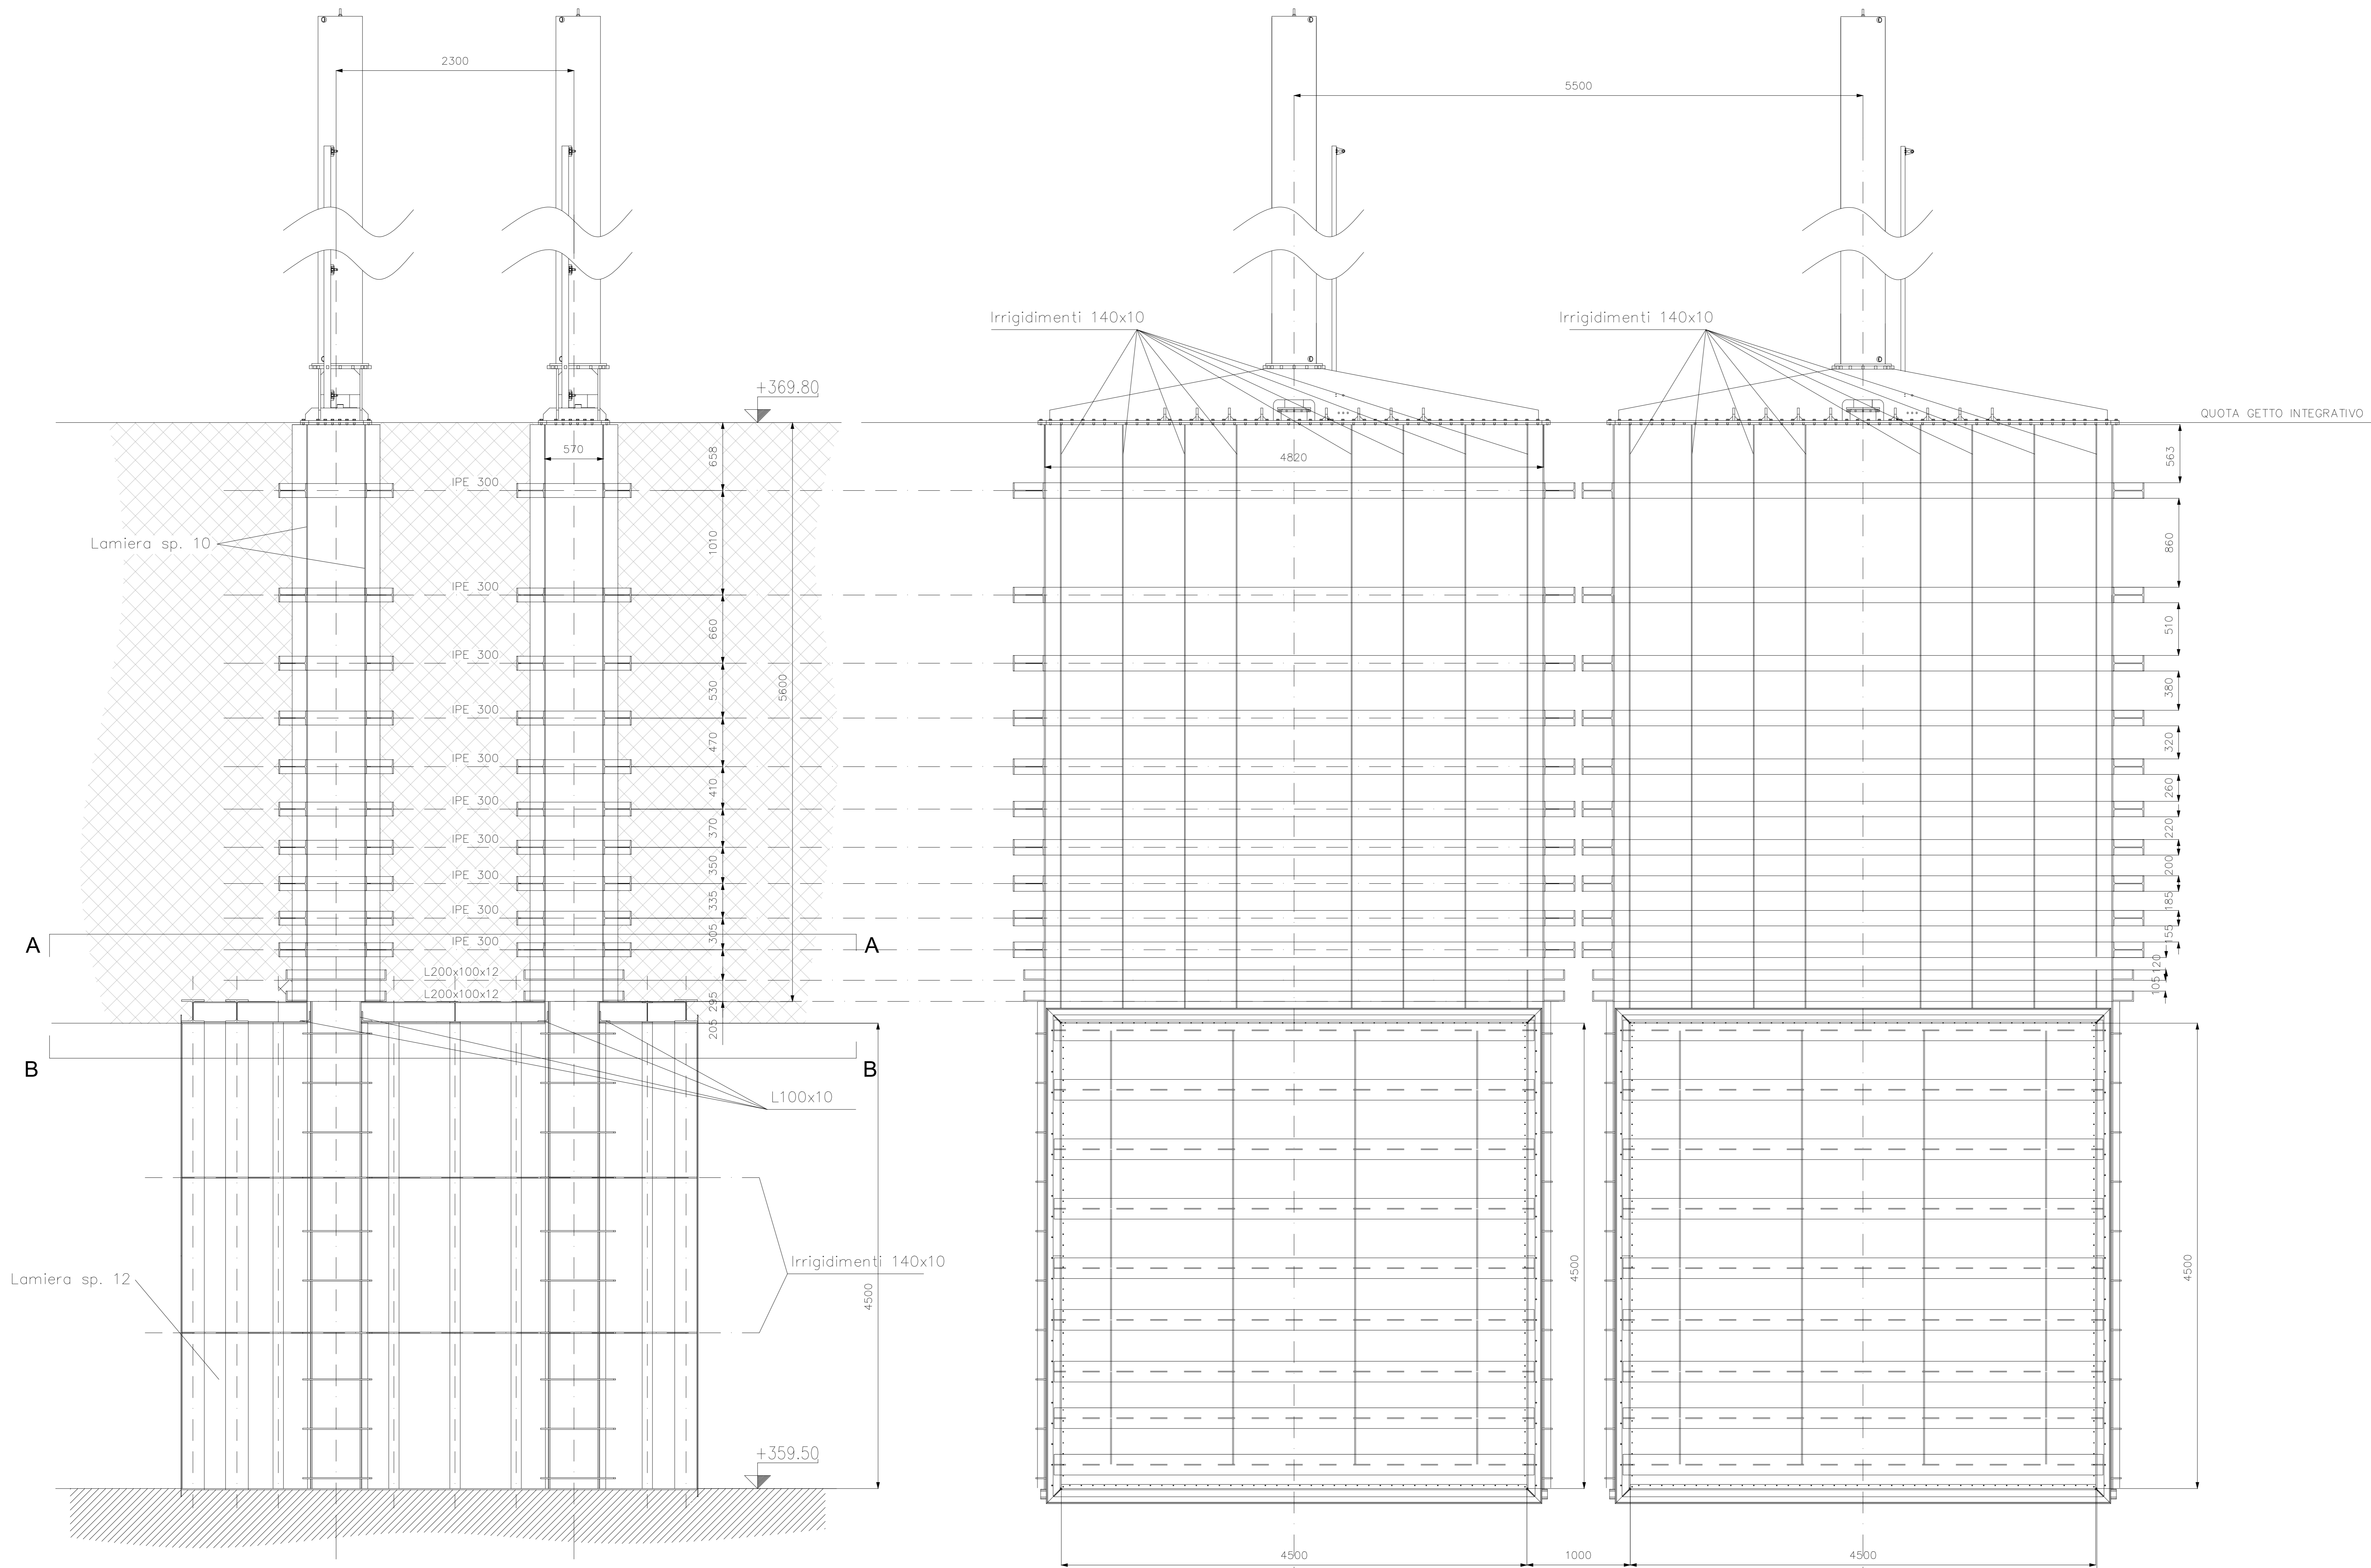 2300
5500
Irrigidimenti 140x10
Irrigidimenti 140x10
+369.80
QUOTA GETTO INTEGRATIVO
570
4820
658
563
IPE 300
Lamiera sp. 10
1010
860
IPE 300
660
510
IPE 300
530
380
5600
IPE 300
470
320
IPE 300
410
260
IPE 300
370
220
IPE 300
350
200
IPE 300
335
185
IPE 300
305
155
IPE 300
A
A
A
L200x100x12
120
L200x100x12
105
295
205
B
B
L100x10
Irrigidimenti 140x10
Lamiera sp. 12
4500
4500
4500
+359.50
4500
1000
4500